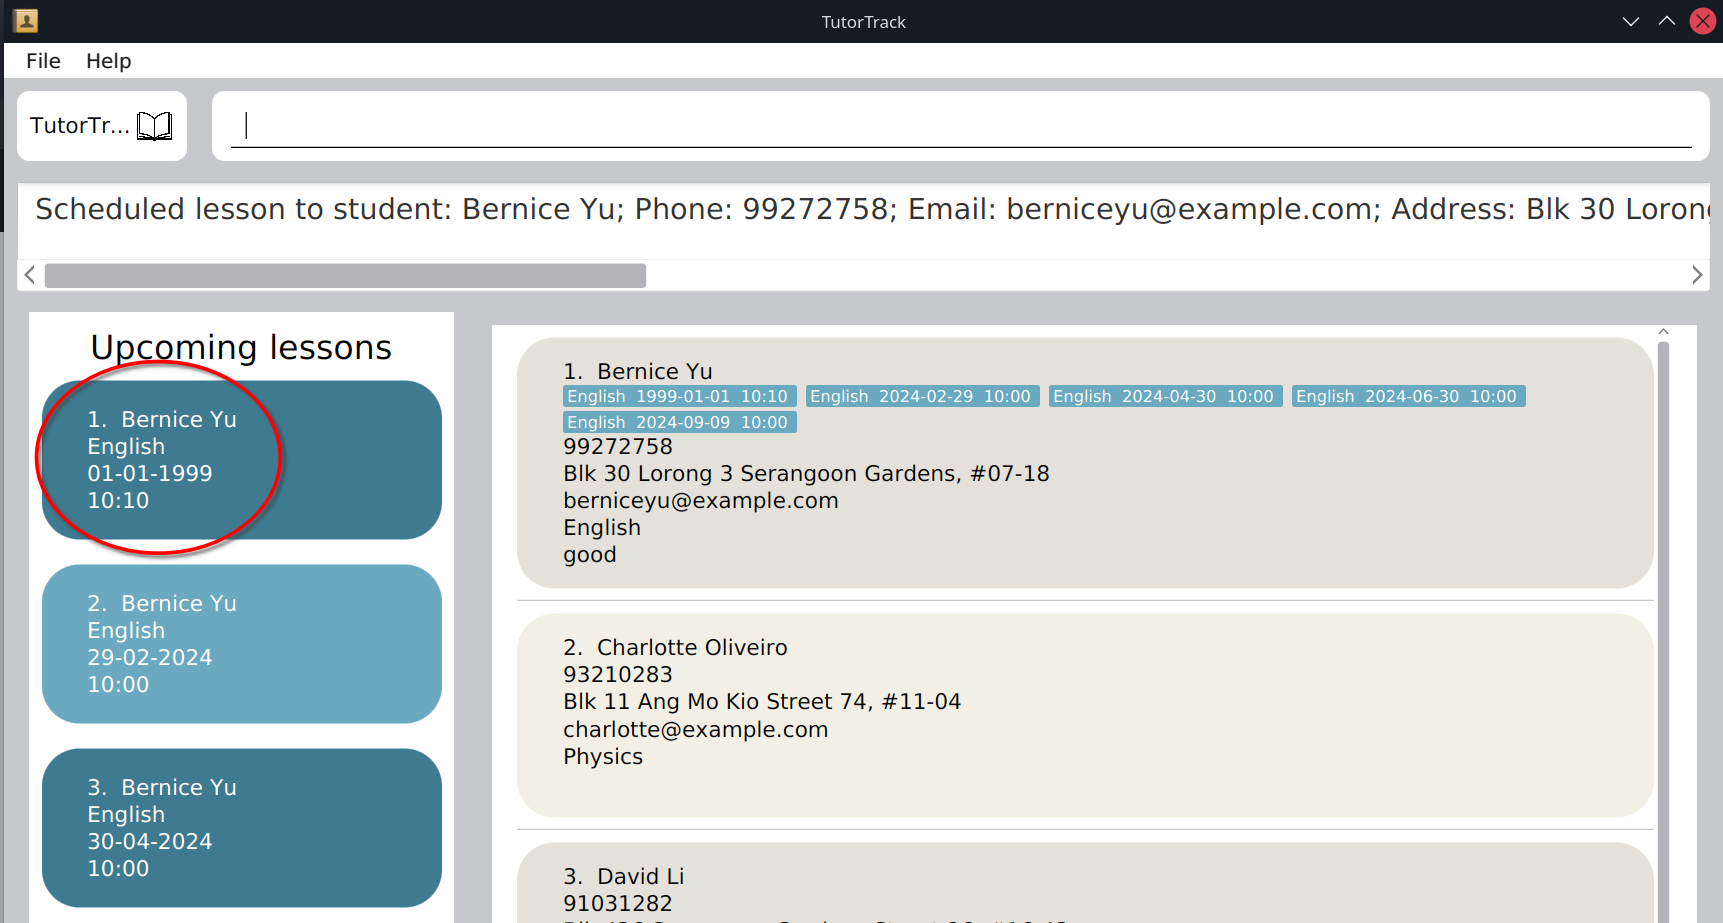 TutorTrack
File Help
TutorTr...
Scheduled lesson to student: Bernice Yu; Phone: 99272758; Email: berniceyu@example.com; Address: Blk 30 Lorong
Upcoming lessons
1. Bernice Yu
English
01-01-1999
10:10
2. Bernice Yu
English
29-02-2024
10:00
3. Bernice Yu
English
30-04-2024
10:00
1. Bernice Yu
English 1999-01-01 10:10 English 2024-02-29 10:00 English 2024-04-30 10:00 English 2024-06-30 10:00
English 2024-09-09 10:00
99272758
Blk 30 Lorong 3 Serangoon Gardens, #07-18
berniceyu@example.com
English
good
2. Charlotte Oliveiro
93210283
Blk 11 Ang Mo Kio Street 74, #11-04
charlotte@example.com
Physics
3. David Li
91031282